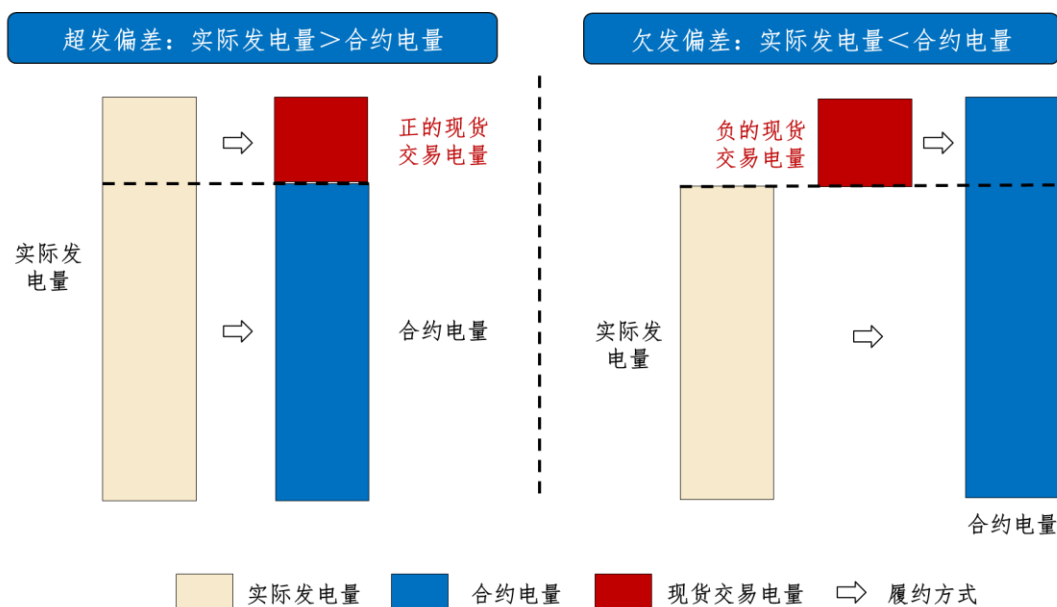 超发偏差：实际发电量＞合约电量
正的现货
交易电量
实际发
电量
合约电量
欠发偏差：实际发电量＜合约电量
负的现货
交易电量
实际发
电量
合约电量
实际发电量
合约电量
现货交易电量
履约方式